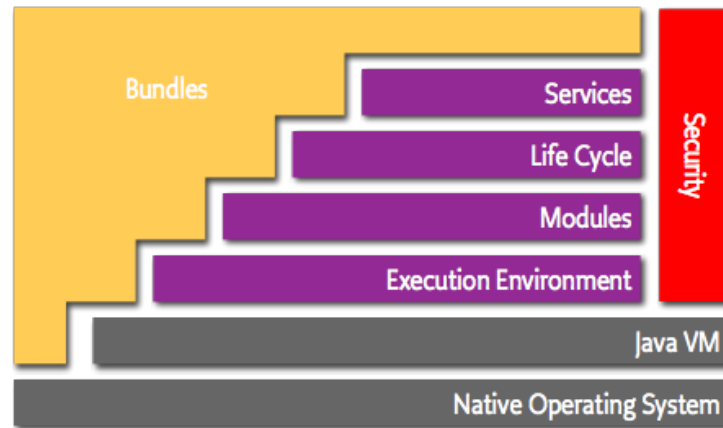 Bundles
Services
Life Cycle
Modules
Execution Environment
Security
Java VM
Native Operating System